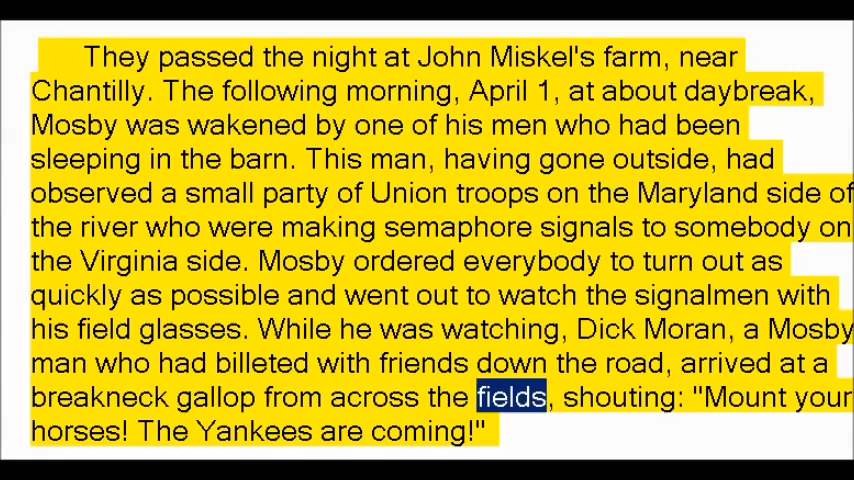 They passed the night at John Miskel's farm, near
Chantilly. The following morning, April 1, at about daybreak,
Mosby was wakened by one of his men who had been
sleeping in the barn. This man, having gone outside, had
observed a small party of Union troops on the Maryland side of
the river who were making semaphore signals to somebody on
the Virginia side. Mosby ordered everybody to turn out as
quickly as possible and went out to watch the signalmen with
his field glasses. While he was watching, Dick Moran, a Mosby
man who had billeted with friends down the road, arrived at a
breakneck gallop from across the fields, shouting: "Mount your
horses! The Yankees are coming!"